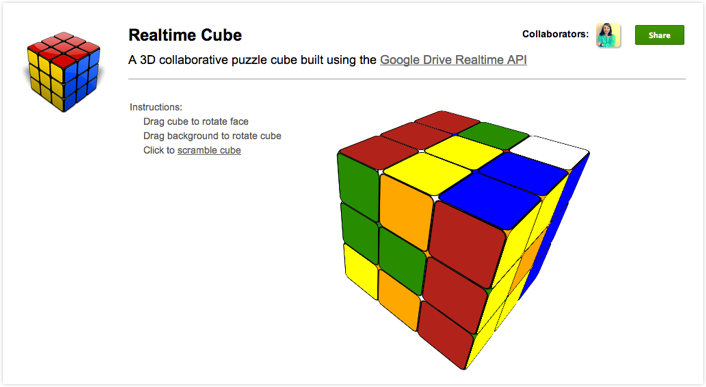 Realtime Cube
Collaborators:
Share
A 3D collaborative puzzle cube built using the Google Drive Realtime API
Instructions:
Drag cube to rotate face
Drag background to rotate cube
Click to scramble cube